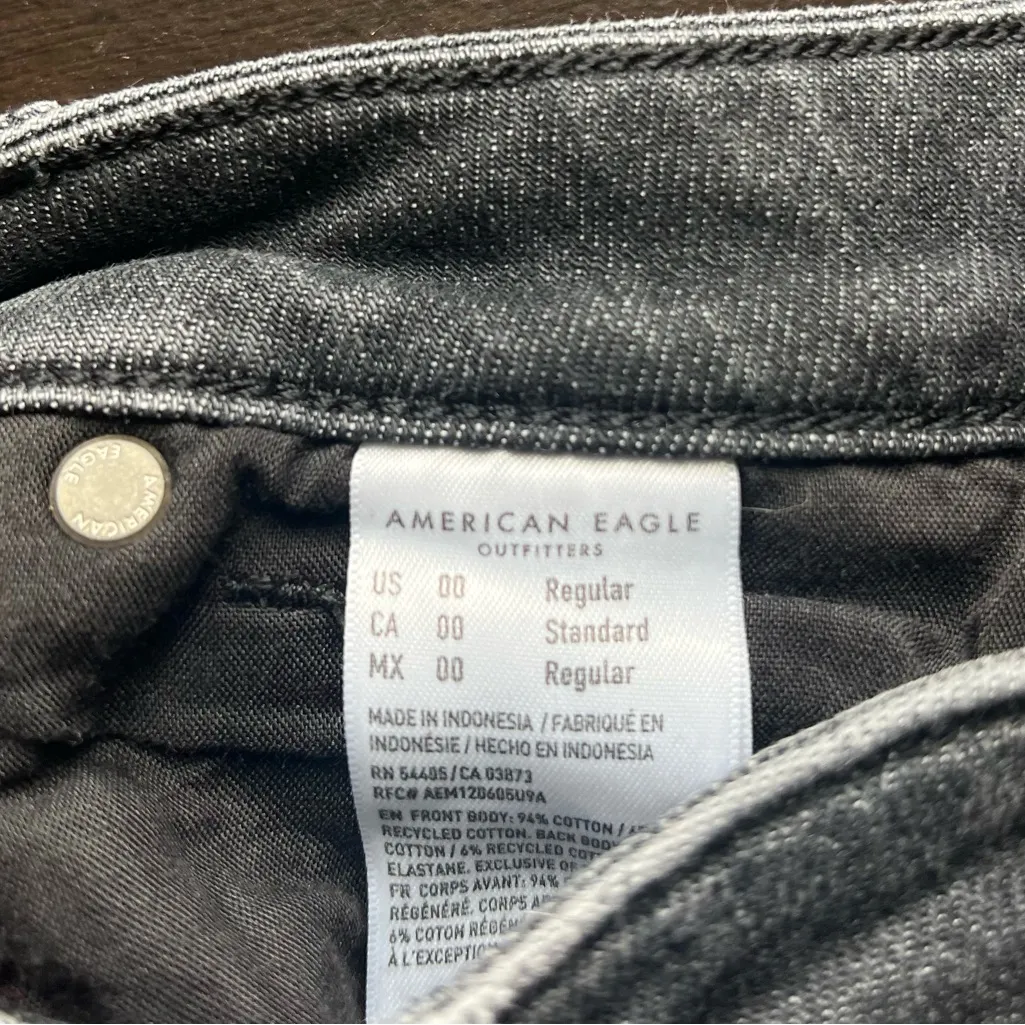 AMERICAN EAGLE
AMERICAN EAGLE
OUTFITTERS
US 00 Regular
CA 00 Standard
MX 00 Regular
MADE IN INDONESIA / FABRIQUÉ EN
INDONÉSIE / HECHO EN INDONESIA
RN 54485/CA 03873
RFC# AEM120605U9A
EN FRONT BODY: 94% COTTON /
RECYCLED COTTON. BACK BODY
COTTON / 6% RECYCLED
ELASTANE. EXCLUSIVE OF
FR CORPS AVANT: 94%
RÉGÉNÉRÉ. CORPS
6% COTON
À L'EXCEPTION